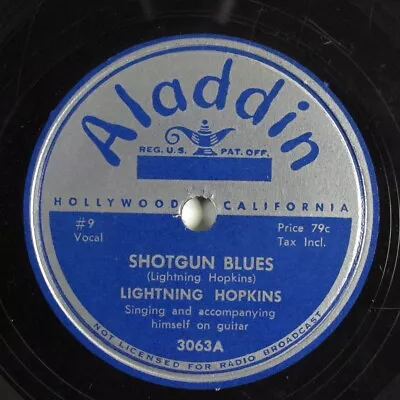 Aladdin
REG. U.S. PAT. OFF.
HOLLYWOOD CALIFORNIA
#9 Price 79c
Vocal Tax Incl.
SHOTGUN BLUES
(Lightning Hopkins)
LIGHTNING HOPKINS
Singing and accompanying
himself on guitar
3063A
NOT LICENSED FOR RADIO BROADCAST